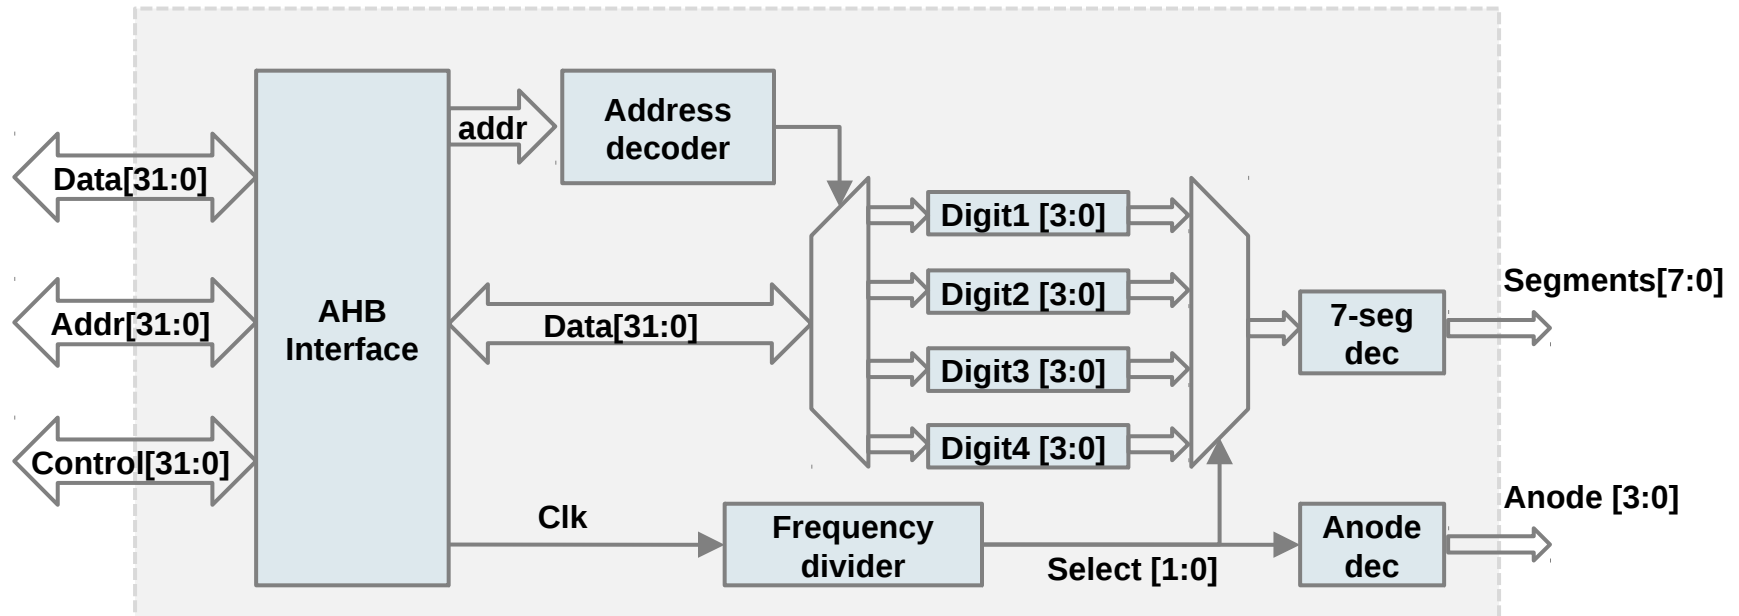 addr
Address
decoder
Data[31:0]
Digit1 [3:0]
Segments[7:0]
Addr[31:0]
AHB
Interface
Data[31:0]
Digit2 [3:0]
7-seg
dec
Digit3 [3:0]
Control[31:0]
Digit4 [3:0]
Anode [3:0]
Clk
Frequency
divider
Select [1:0]
Anode
dec